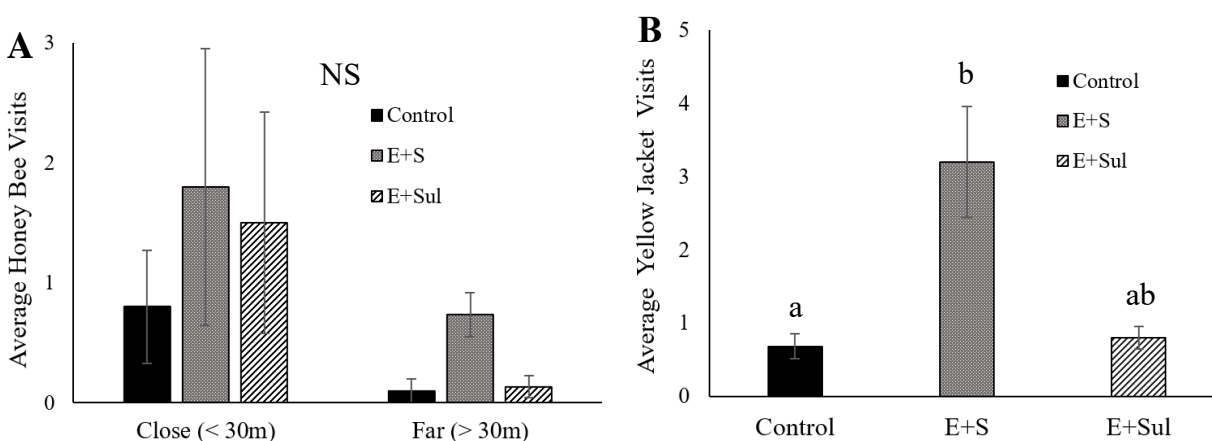 A
Average Honey Bee Visits
3
2
1
0
NS
Control
E+S
E+Sul
Close (< 30m)
Far (> 30m)
B
Average Yellow Jacket Visits
5
4
3
2
1
0
a
b
ab
Control
E+S
E+Sul
Control
E+S
E+Sul